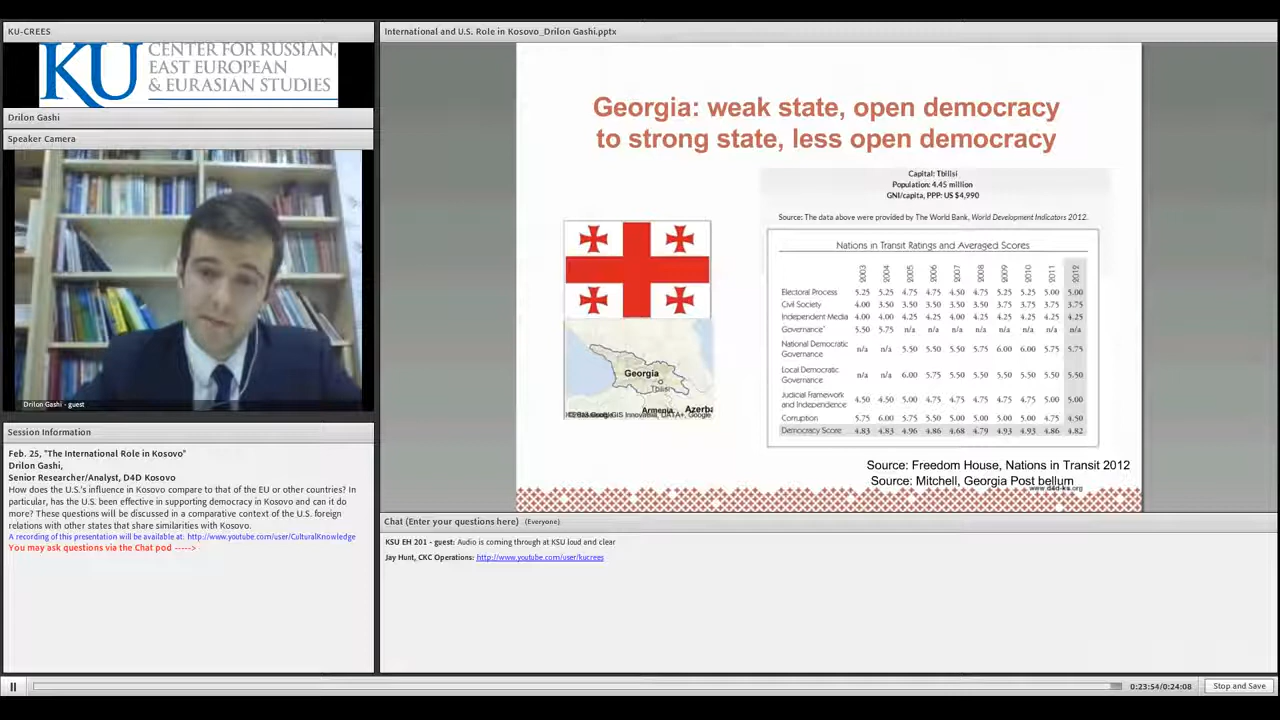 KU-CREES
KU
CENTER FOR RUSSIAN,
EAST EUROPEAN
& EURASIAN STUDIES
Drilon Gashi
Speaker Camera
Drilon Gashi - guest
Session Information
Feb. 25, "The International Role in Kosovo"
Drilon Gashi,
Senior Researcher/Analyst, D4D Kosovo
How does the U.S.'s influence in Kosovo compare to that of the EU or other countries? In
particular, has the U.S. been effective in supporting democracy in Kosovo and can it do
more? These questions will be discussed in a comparative context of the U.S. foreign
relations with other states that share similarities with Kosovo.
A recording of this presentation will be available at: http://www.youtube.com/user/CulturalKnowledge
You may ask questions via the Chat pod ----->
International and U.S. Role in Kosovo_Drilon Gashi.pptx
Georgia: weak state, open democracy
to strong state, less open democracy
Capital: Tbilisi
Population: 4.45 million
GNI/capita, PPP: US $4,990
Source: The data above were provided by The World Bank, World Development Indicators 2012.
Nations in Transit Ratings and Averaged Scores
2003 2004 2005 2006 2007 2008 2009 2010 2011 2012
Electoral Process 5.25 5.25 4.75 4.75 4.50 4.75 5.25 5.25 5.00 5.00
Civil Society 4.00 3.50 3.50 3.50 3.50 3.50 3.75 3.75 3.75 3.75
Independent Media 4.00 4.00 4.25 4.25 4.00 4.25 4.25 4.25 4.25 4.25
Governance* 5.50 5.75 n/a n/a n/a n/a n/a n/a n/a n/a
National Democratic
Governance n/a n/a 5.50 5.50 5.50 5.75 6.00 6.00 5.75 5.75
Local Democratic
Governance n/a n/a 6.00 5.75 5.50 5.50 5.50 5.50 5.50 5.50
Judicial Framework
and Independence 4.50 4.50 5.00 4.75 4.75 4.75 4.75 4.75 5.00 5.00
Corruption 5.75 6.00 5.75 5.50 5.00 5.00 5.00 5.00 4.75 4.50
Democracy Score 4.83 4.83 4.96 4.86 4.68 4.79 4.93 4.93 4.86 4.82
Georgia
Tbilisi
Armenia
Azerba
Source: Freedom House, Nations in Transit 2012
Source: Mitchell, Georgia Post bellum
www.d4d-ks.org
Chat (Enter your questions here) (Everyone)
KSU EH 201 - guest: Audio is coming through at KSU loud and clear
Jay Hunt, CKC Operations: http://www.youtube.com/user/kucrees
0:23:54/0:24:08
Stop and Save